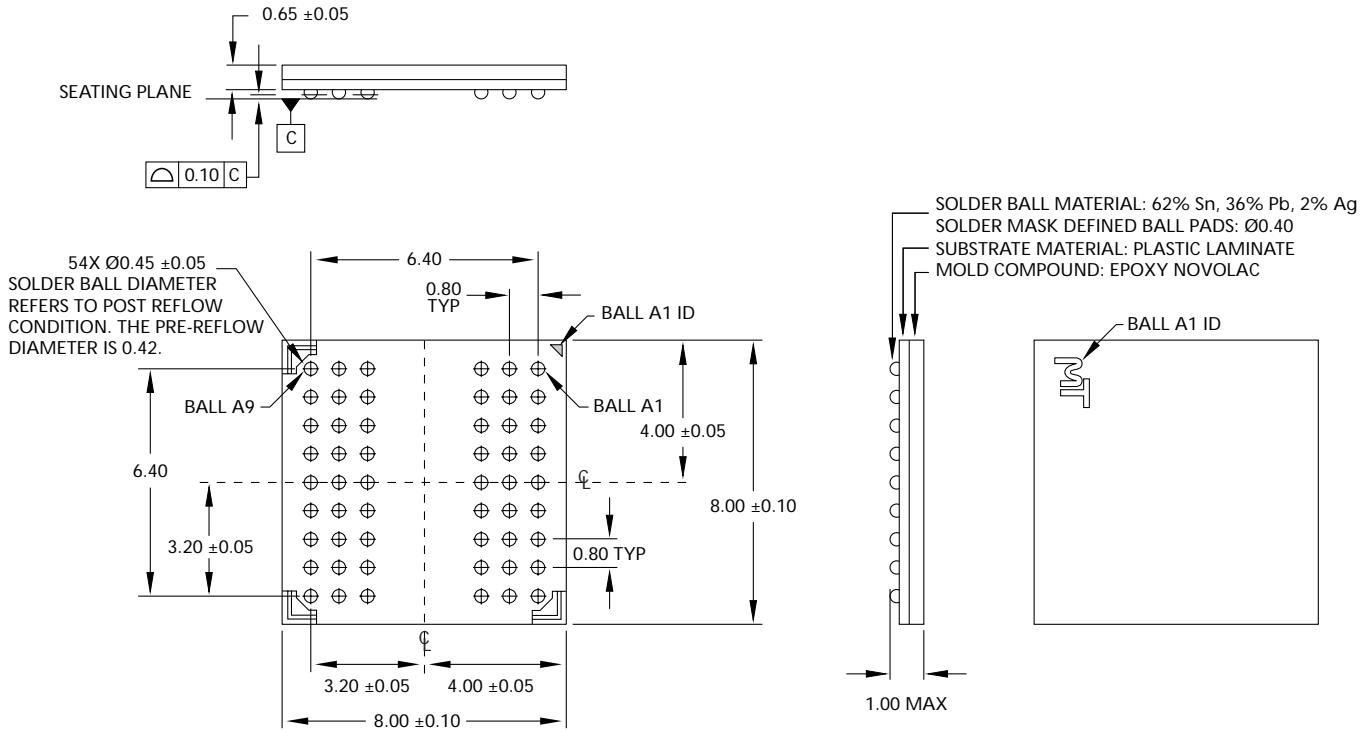 0.65 ±0.05
SEATING PLANE
C
0.10 C
SOLDER BALL MATERIAL: 62% Sn, 36% Pb, 2% Ag
SOLDER MASK DEFINED BALL PADS: Ø0.40
SUBSTRATE MATERIAL: PLASTIC LAMINATE
MOLD COMPOUND: EPOXY NOVOLAC
54X Ø0.45 ±0.05
SOLDER BALL DIAMETER
REFERS TO POST REFLOW
CONDITION. THE PRE-REFLOW
DIAMETER IS 0.42.
6.40
0.80
TYP
BALL A1 ID
BALL A1 ID
MT
BALL A9
BALL A1
4.00 ±0.05
6.40
℄
8.00 ±0.10
3.20 ±0.05
0.80 TYP
℄
3.20 ±0.05
4.00 ±0.05
8.00 ±0.10
1.00 MAX